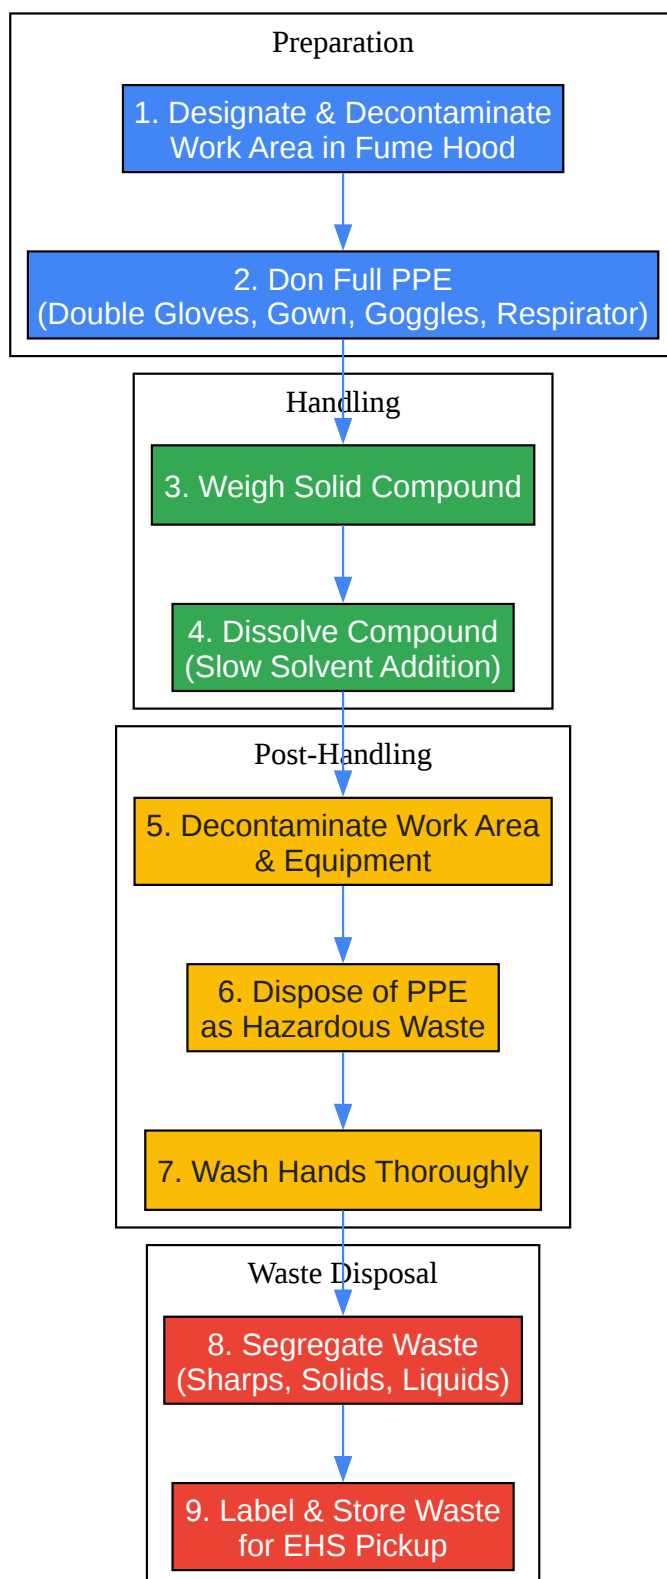 Preparation
1. Designate & Decontaminate
Work Area in Fume Hood
2. Don Full PPE
(Double Gloves, Gown, Goggles, Respirator)
Handling
3. Weigh Solid Compound
4. Dissolve Compound
(Slow Solvent Addition)
Post-Handling
5. Decontaminate Work Area
& Equipment
6. Dispose of PPE
as Hazardous Waste
7. Wash Hands Thoroughly
Waste Disposal
8. Segregate Waste
(Sharps, Solids, Liquids)
9. Label & Store Waste
for EHS Pickup